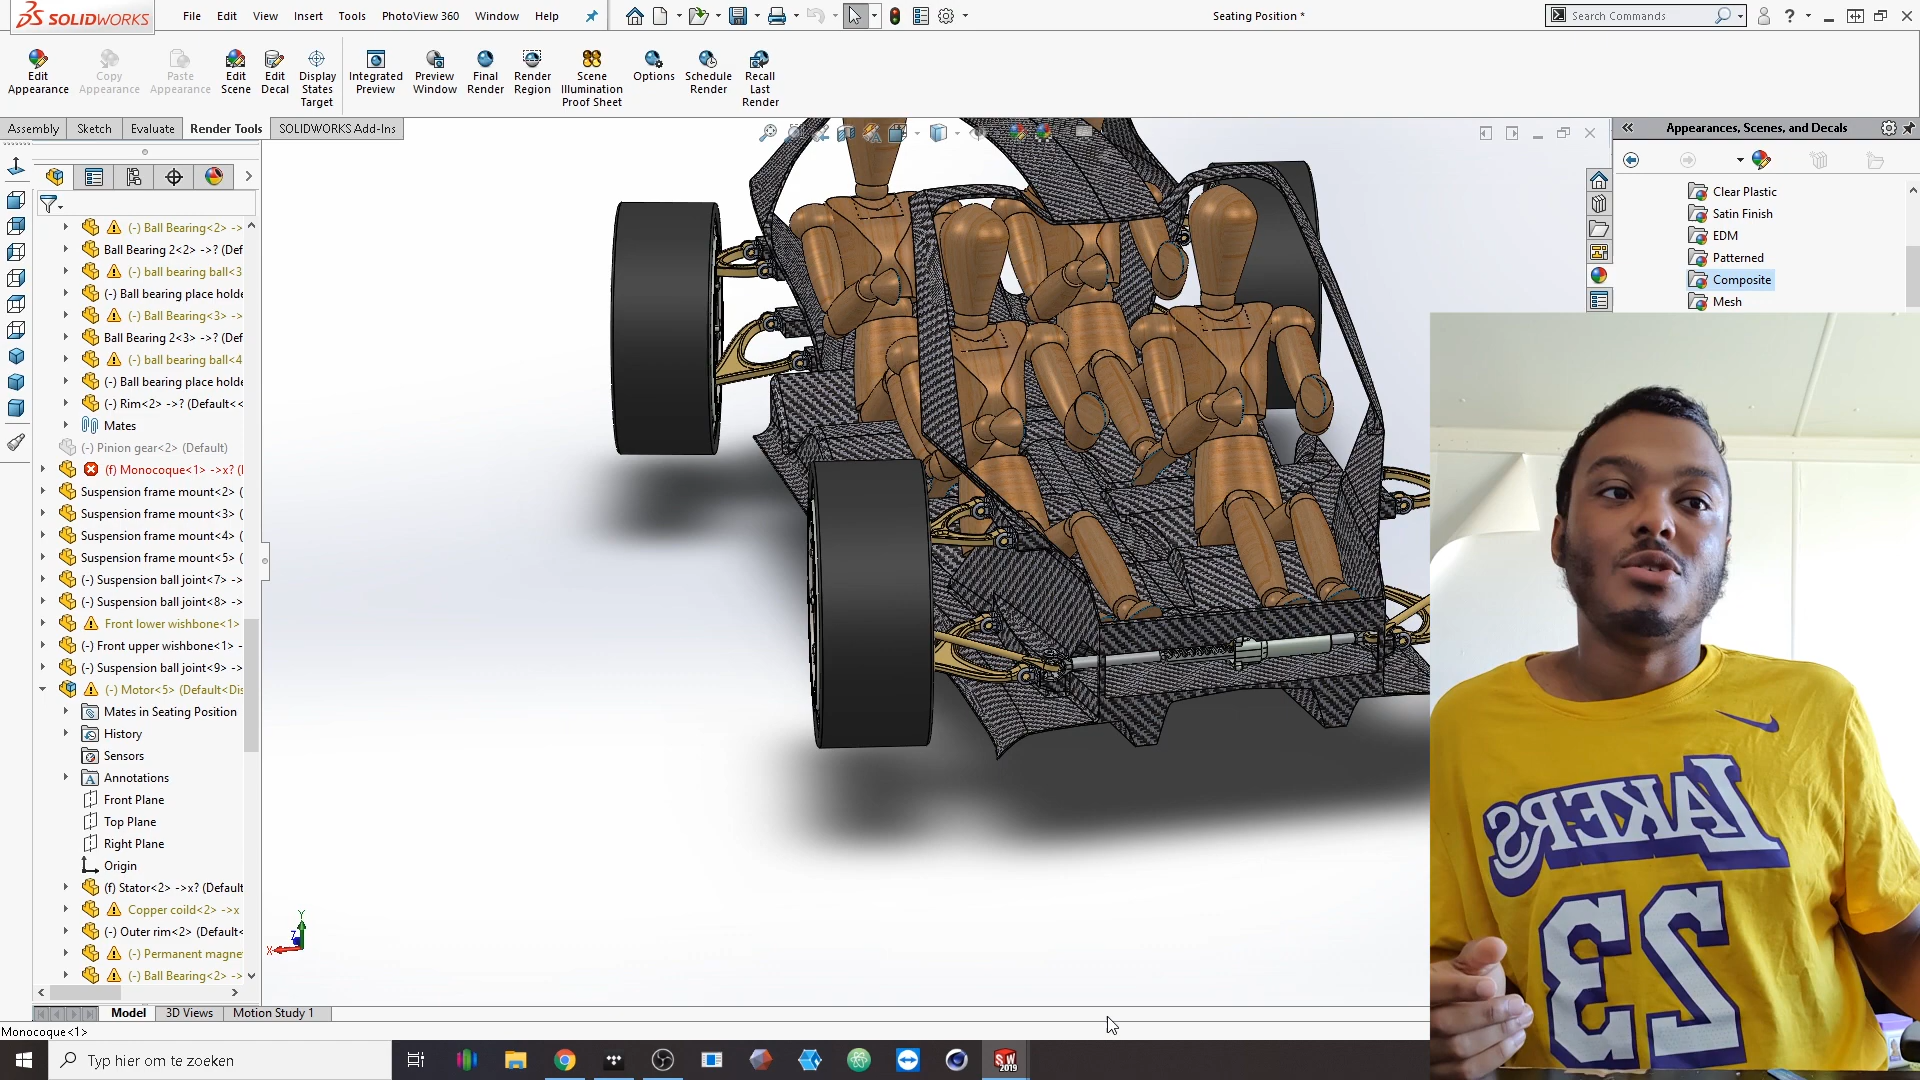 SOLIDWORKS
File Edit View Insert Tools PhotoView 360 Window Help
Seating Position *
Search Commands
Edit Appearance
Copy Appearance
Paste Appearance
Edit Scene
Edit Decal
Display States Target
Integrated Preview
Preview Window
Final Render
Render Region
Scene Illumination Proof Sheet
Options
Schedule Render
Recall Last Render
Assembly Sketch Evaluate Render Tools SOLIDWORKS Add-Ins
Appearances, Scenes, and Decals
Clear Plastic
Satin Finish
EDM
Patterned
Composite
Mesh
(-) Ball Bearing<2> ->
Ball Bearing 2<2> ->? (Def
(-) ball bearing ball<3
(-) Ball bearing place holde
(-) Ball Bearing<3> ->
Ball Bearing 2<3> ->? (Def
(-) ball bearing ball<4
(-) Ball bearing place holde
(-) Rim<2> ->? (Default<<
Mates
(-) Pinion gear<2> (Default)
(f) Monocoque<1> ->x? (
Suspension frame mount<2> (
Suspension frame mount<3> (
Suspension frame mount<4> (
Suspension frame mount<5> (
(-) Suspension ball joint<7> ->
(-) Suspension ball joint<8> ->
Front lower wishbone<1>
(-) Front upper wishbone<1> -
(-) Suspension ball joint<9> ->
(-) Motor<5> (Default<Dis
Mates in Seating Position
History
Sensors
Annotations
Front Plane
Top Plane
Right Plane
Origin
(f) Stator<2> ->x? (Default
Copper coild<2> ->x
(-) Outer rim<2> (Default<
(-) Permanent magne
(-) Ball Bearing<2> ->
Y
Z
X
LAKERS
23
Model 3D Views Motion Study 1
Monocoque<1>
Typ hier om te zoeken
SW
2019